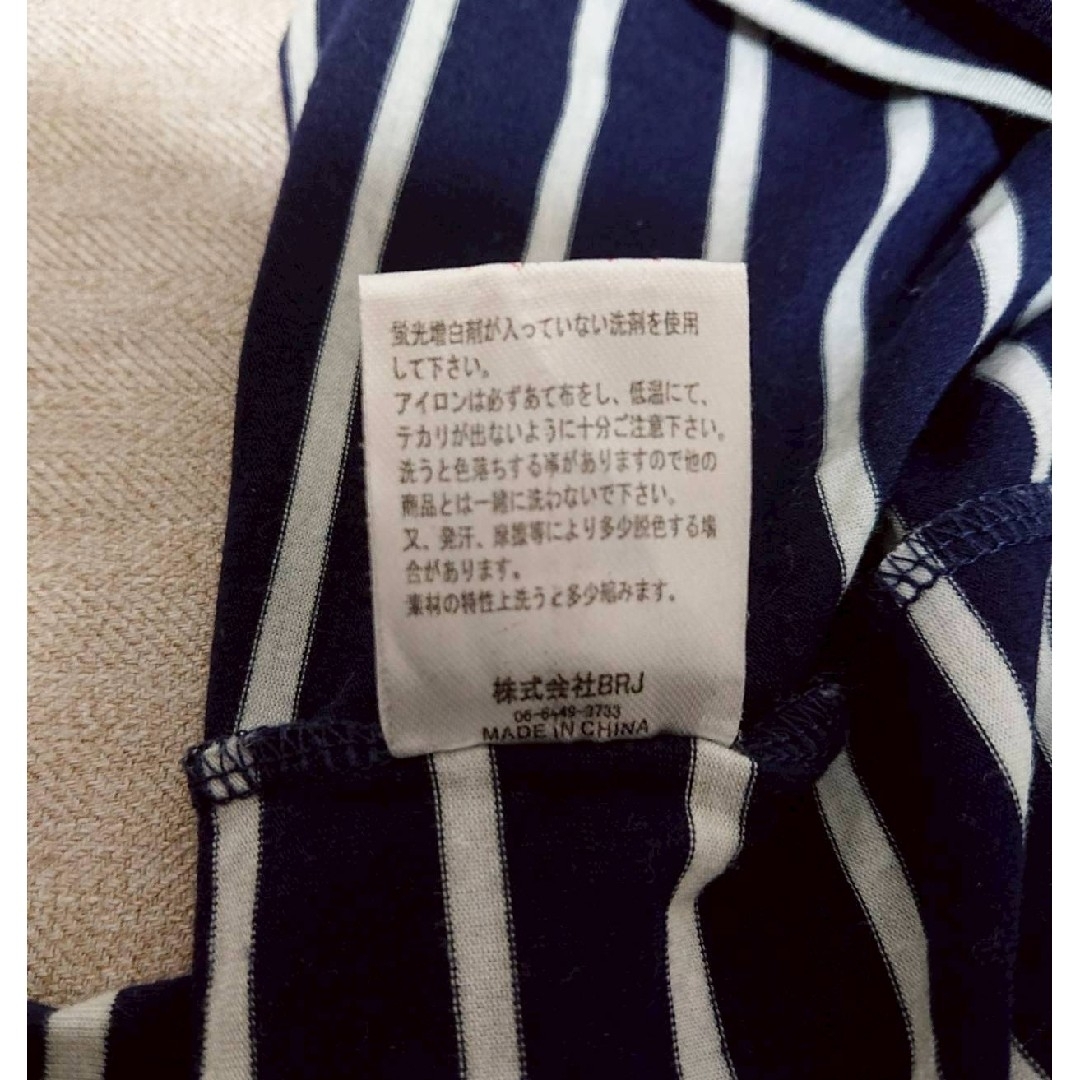 蛍光増白剤が入っていない洗剤を使用
して下さい。
アイロンは必ずあて布をし、低温にて、
テカリが出ないように十分ご注意下さい。
洗うと色落ちする事がありますので他の
商品とは一緒に洗わないで下さい。
又、発汗、摩擦等により多少脱色する場
合があります。
素材の特性上洗うと多少縮みます。
株式会社BRJ
06-6449-3733
MADE IN CHINA